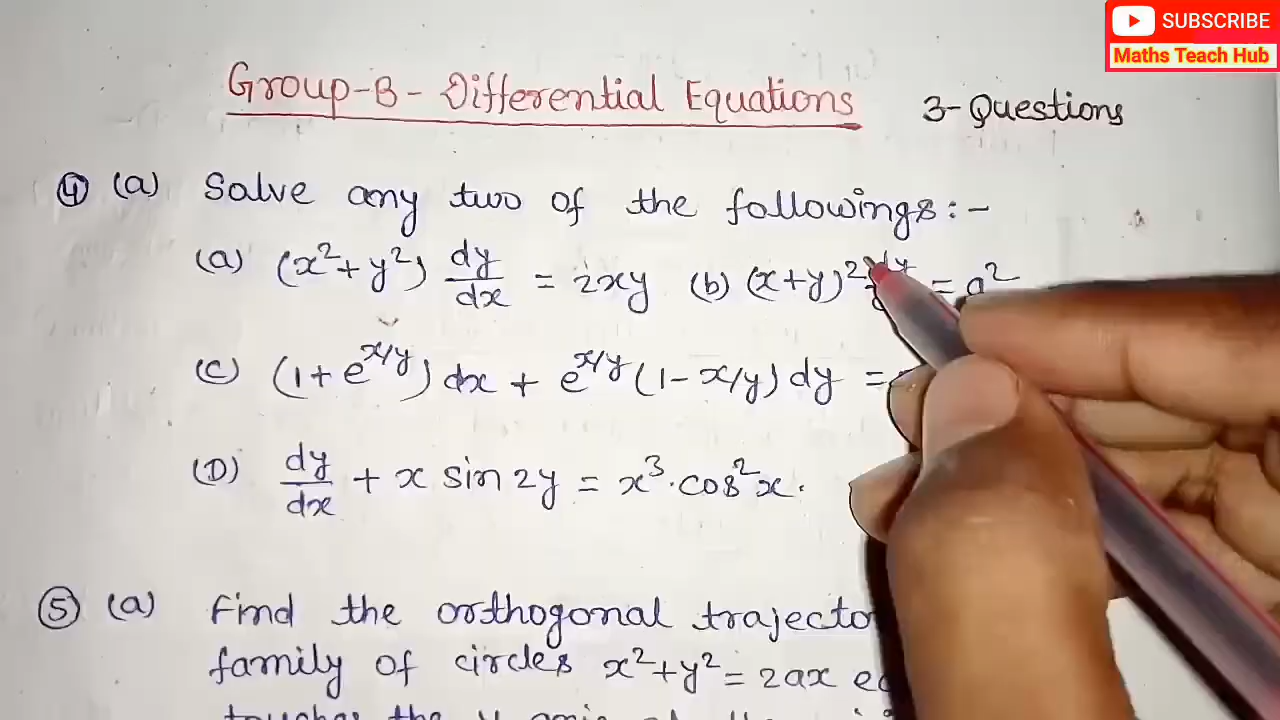 SUBSCRIBE
Maths Teach Hub
Group-B- Differential Equations 3-Questions
④ (a) Solve any two of the followings:-
(a) (x²+y²) dy/dx = 2xy (b) (x+y)² dy = a²
(c) (1+e^x/y) dx + e^x/y (1-x/y) dy =
(D) dy/dx + x sin 2y = x³.cos²x.
⑤ (a) Find the orthogonal
family of circles x²+y²=2ax